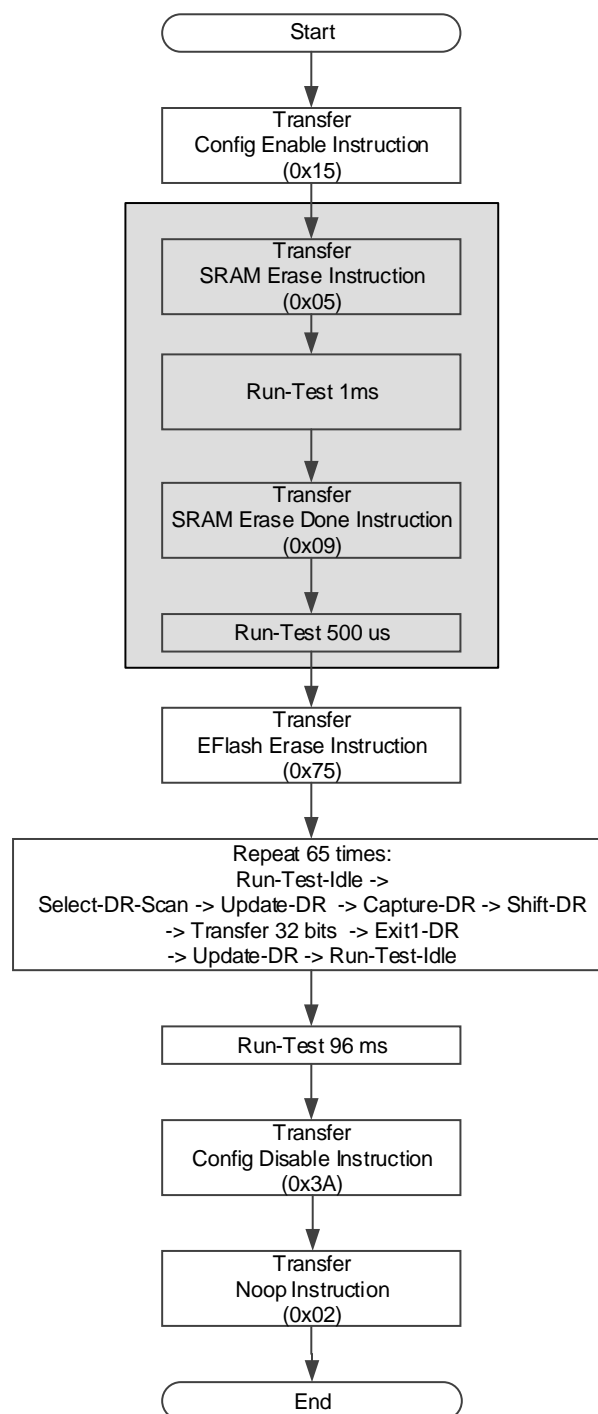 Start
Transfer
Config Enable Instruction
(0x15)
Transfer
SRAM Erase Instruction
(0x05)
Run-Test 1ms
Transfer
SRAM Erase Done Instruction
(0x09)
Run-Test 500 us
Transfer
EFlash Erase Instruction
(0x75)
Repeat 65 times:
Run-Test-Idle ->
Select-DR-Scan -> Update-DR -> Capture-DR -> Shift-DR
-> Transfer 32 bits -> Exit1-DR
-> Update-DR -> Run-Test-Idle
Run-Test 96 ms
Transfer
Config Disable Instruction
(0x3A)
Transfer
Noop Instruction
(0x02)
End